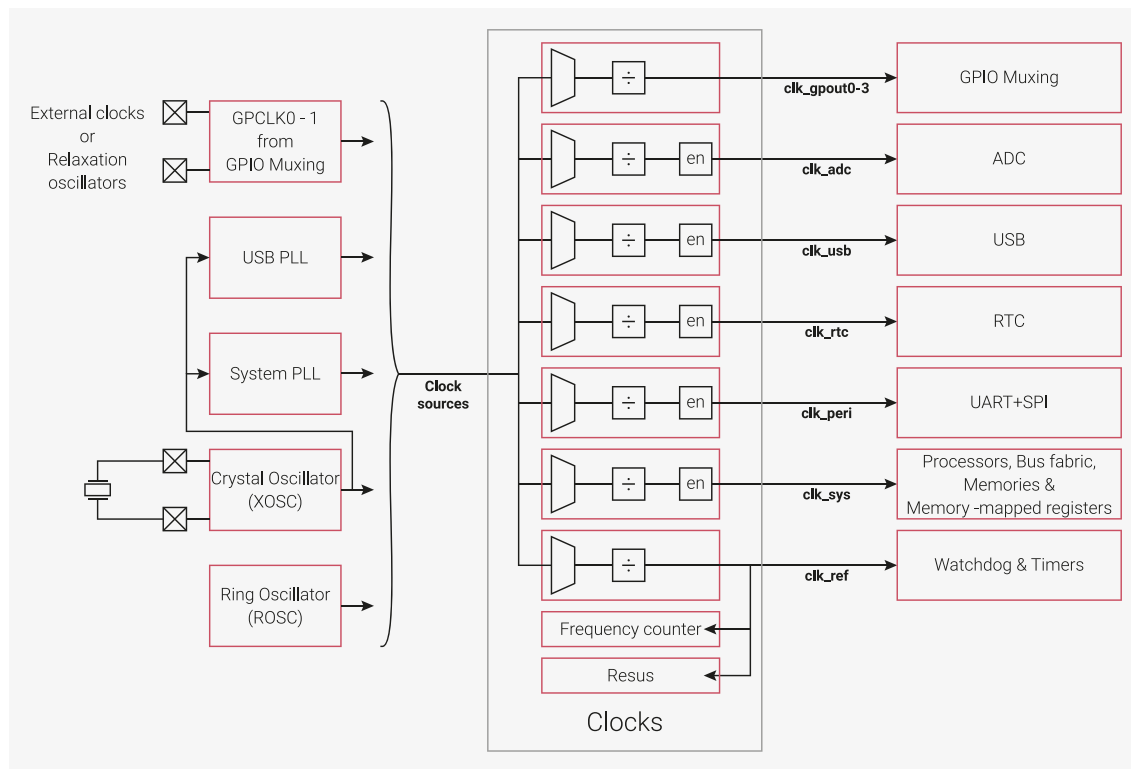 External clocks
or
Relaxation
oscillators
GPCLK0 - 1
from
GPIO Muxing
USB PLL
System PLL
Crystal Oscillator
(XOSC)
Ring Oscillator
(ROSC)
Clock
sources
÷
clk_gpout0-3
GPIO Muxing
÷
en
clk_adc
ADC
÷
en
clk_usb
USB
÷
en
clk_rtc
RTC
÷
en
clk_peri
UART+SPI
÷
en
clk_sys
Processors, Bus fabric,
Memories &
Memory -mapped registers
÷
clk_ref
Watchdog & Timers
Frequency counter
Resus
Clocks